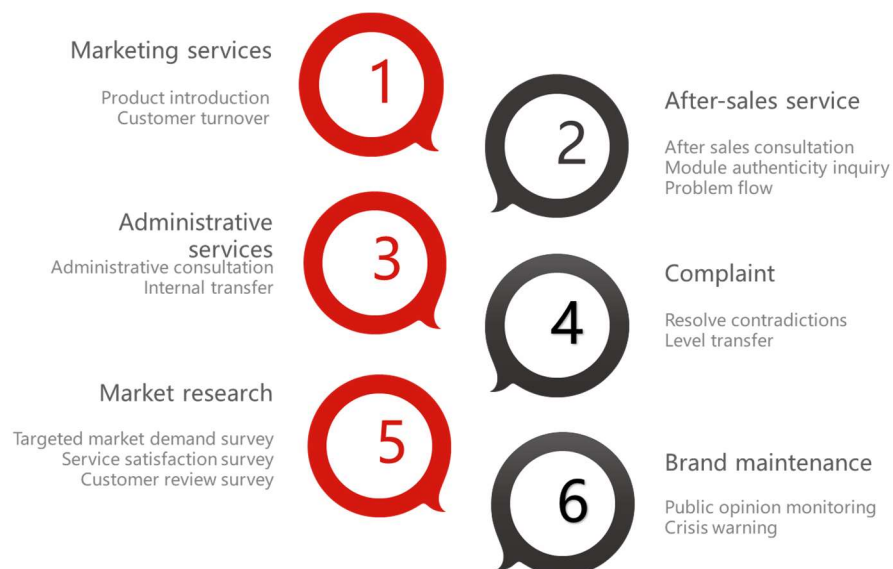 Marketing services
1
Product introduction
Customer turnover
After-sales service
2
After sales consultation
Module authenticity inquiry
Problem flow
Administrative
services
3
Administrative consultation
Internal transfer
Complaint
4
Resolve contradictions
Level transfer
Market research
5
Targeted market demand survey
Service satisfaction survey
Customer review survey
Brand maintenance
6
Public opinion monitoring
Crisis warning